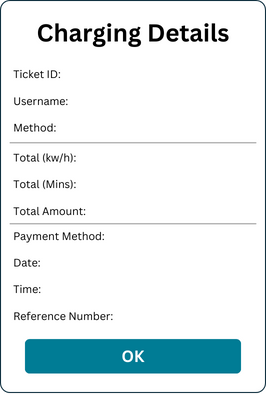 Charging Details
Ticket ID:
Username:
Method:
Total (kw/h):
Total (Mins):
Total Amount:
Payment Method:
Date:
Time:
Reference Number:
OK